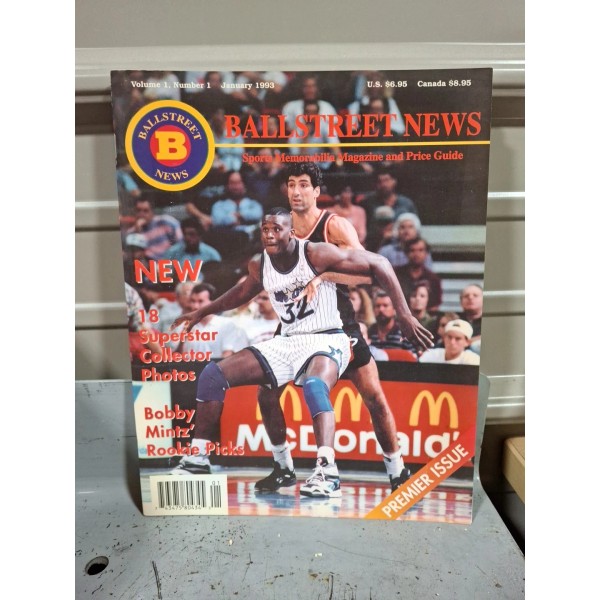 Volume 1, Number 1 January 1993 U.S. $6.95 Canada $8.95
BALLSTREET
B
NEWS
BALLSTREET NEWS
Sports Memorabilia Magazine and Price Guide
NEW
32
18
Superstar
Collector
Photos
Bobby
Mintz'
Rookie Picks
McDonald's
PREMIER ISSUE
01